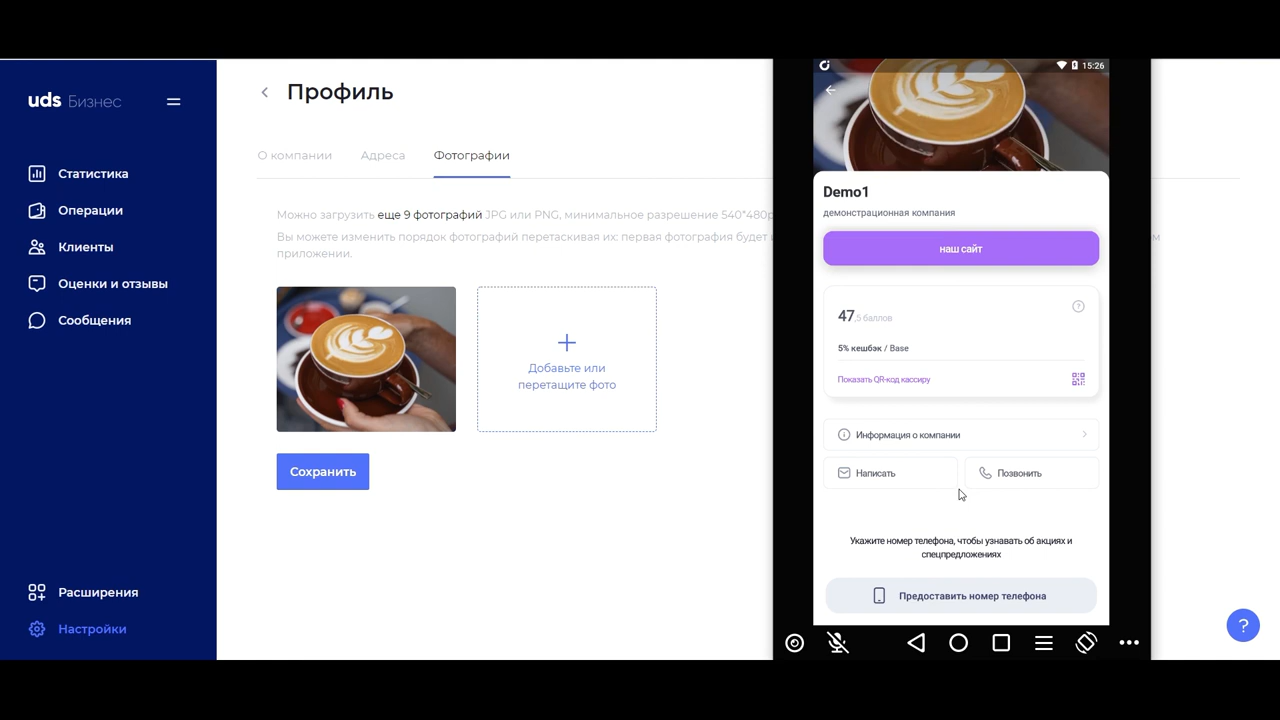 uds Бизнес
Статистика
Операции
Клиенты
Оценки и отзывы
Сообщения
Расширения
Настройки
Профиль
О компании
Адреса
Фотографии
Можно загрузить еще 9 фотографий JPG или PNG, минимальное разрешение 540*480p
Вы можете изменить порядок фотографий перетаскивая их: первая фотография будет
приложении.
Добавьте или
перетащите фото
Сохранить
15:26
Demo1
демонстрационная компания
наш сайт
47,5 баллов
5% кешбэк / Base
Показать QR-код кассиру
Информация о компании
Написать
Позвонить
Укажите номер телефона, чтобы узнавать об акциях и
спецпредложениях
Предоставить номер телефона
?